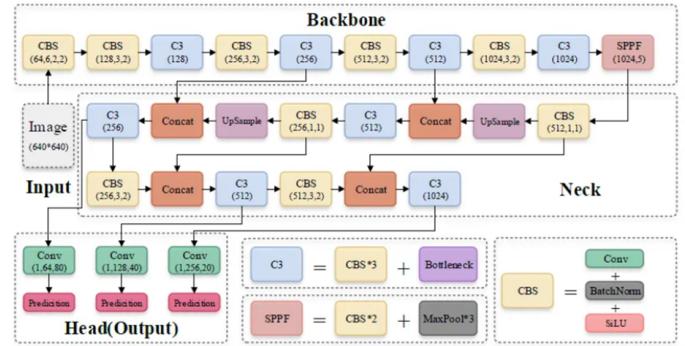 Backbone
CBS
(64,6,2,2)
CBS
(128,3,2)
C3
(128)
CBS
(256,3,2)
C3
(256)
CBS
(512,3,2)
C3
(512)
CBS
(1024,3,2)
C3
(1024)
SPPF
(1024,5)
Image
(640*640)
Input
C3
(256)
Concat
UpSample
CBS
(256,1,1)
C3
(512)
Concat
UpSample
CBS
(512,1,1)
CBS
(256,3,2)
Concat
C3
(512)
CBS
(512,3,2)
Concat
C3
(1024)
Neck
Conv
(1,64,80)
Conv
(1,128,40)
Conv
(1,256,20)
Prediction
Prediction
Prediction
Head(Output)
C3 = CBS*3 + Bottleneck
SPPF = CBS*2 + MaxPool*3
CBS =
Conv
+
BatchNorm
+
SiLU